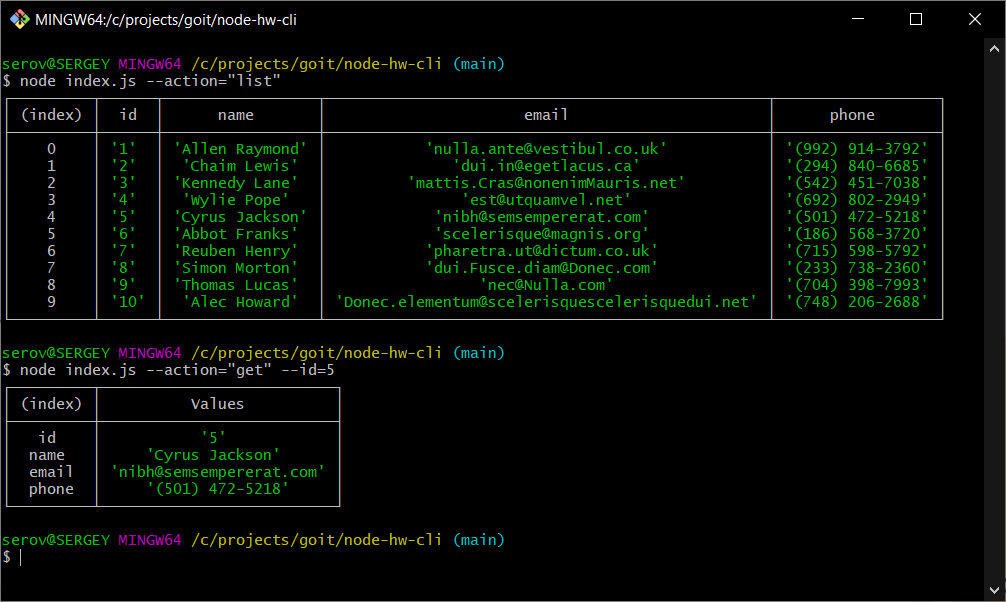 MINGW64:/c/projects/goit/node-hw-cli
serov@SERGEY MINGW64 /c/projects/goit/node-hw-cli (main)
$ node index.js --action="list"
(index) id name email phone
0 '1' 'Allen Raymond' 'nulla.ante@vestibul.co.uk' '(992) 914-3792'
1 '2' 'Chaim Lewis' 'dui.in@egetlacus.ca' '(294) 840-6685'
2 '3' 'Kennedy Lane' 'mattis.Cras@nonenimMauris.net' '(542) 451-7038'
3 '4' 'Wylie Pope' 'est@utquamvel.net' '(692) 802-2949'
4 '5' 'Cyrus Jackson' 'nibh@semsempererat.com' '(501) 472-5218'
5 '6' 'Abbot Franks' 'scelerisque@magnis.org' '(186) 568-3720'
6 '7' 'Reuben Henry' 'pharetra.ut@dictum.co.uk' '(715) 598-5792'
7 '8' 'Simon Morton' 'dui.Fusce.diam@Donec.com' '(233) 738-2360'
8 '9' 'Thomas Lucas' 'nec@Nulla.com' '(704) 398-7993'
9 '10' 'Alec Howard' 'Donec.elementum@scelerisquescelerisquedui.net' '(748) 206-2688'
serov@SERGEY MINGW64 /c/projects/goit/node-hw-cli (main)
$ node index.js --action="get" --id=5
(index) Values
id '5'
name 'Cyrus Jackson'
email 'nibh@semsempererat.com'
phone '(501) 472-5218'
serov@SERGEY MINGW64 /c/projects/goit/node-hw-cli (main)
$